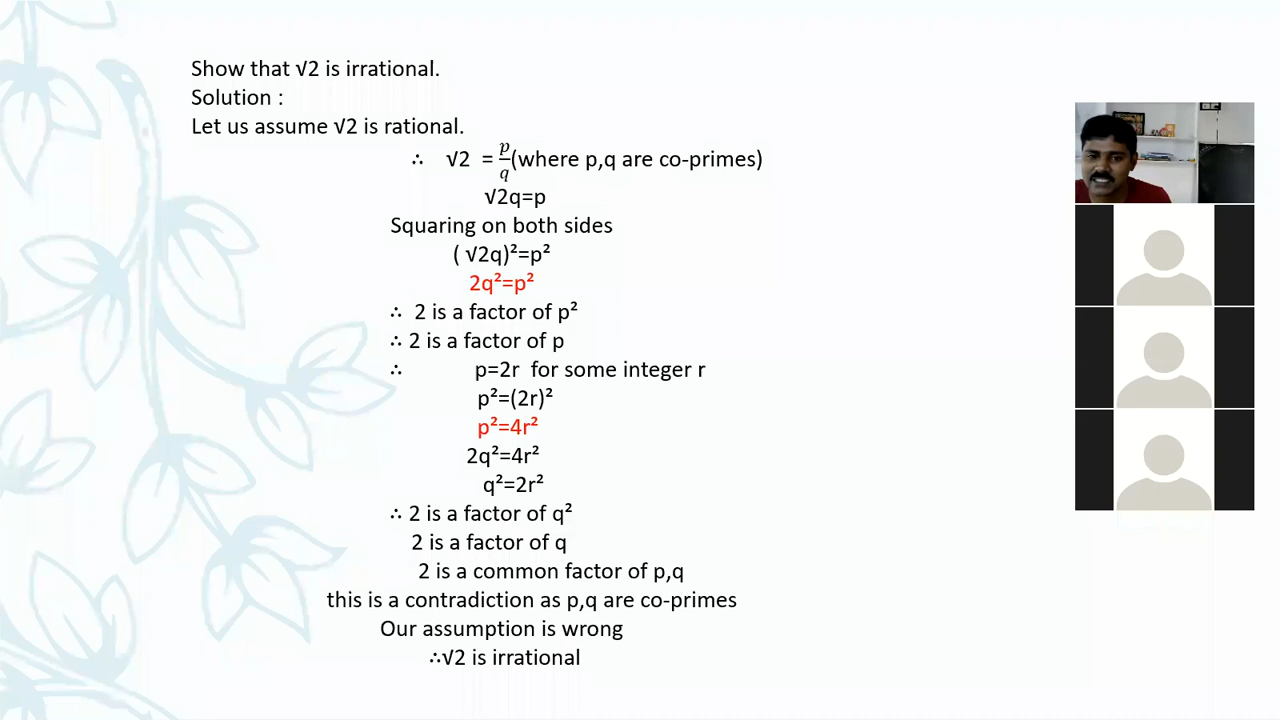 Show that √2 is irrational.
Solution :
Let us assume √2 is rational.
∴ √2 = p/q (where p,q are co-primes)
√2q=p
Squaring on both sides
( √2q)²=p²
2q²=p²
∴ 2 is a factor of p²
∴ 2 is a factor of p
∴ p=2r for some integer r
p²=(2r)²
p²=4r²
2q²=4r²
q²=2r²
∴ 2 is a factor of q²
2 is a factor of q
2 is a common factor of p,q
this is a contradiction as p,q are co-primes
Our assumption is wrong
∴√2 is irrational